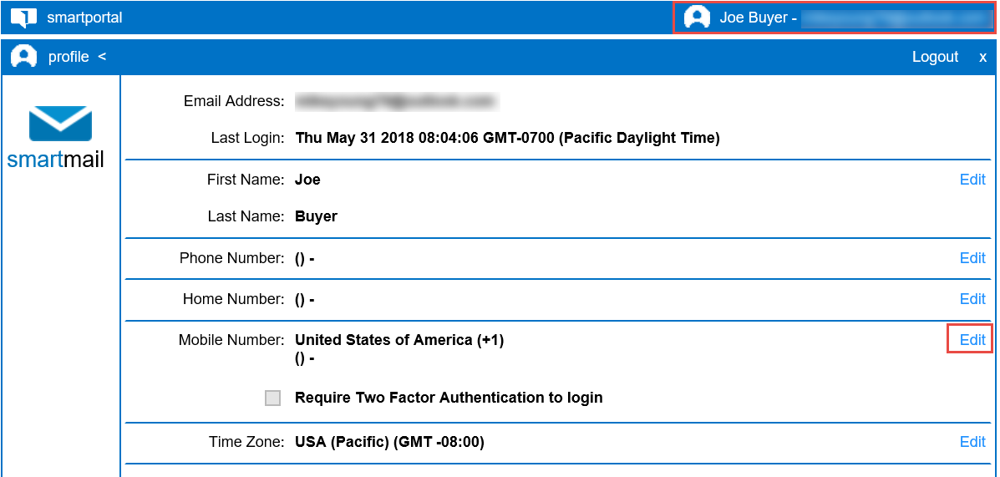 smartportal
Joe Buyer -
profile <
Logout x
smartmail
Email Address:
Last Login: Thu May 31 2018 08:04:06 GMT-0700 (Pacific Daylight Time)
First Name: Joe Edit
Last Name: Buyer
Phone Number: () - Edit
Home Number: () - Edit
Mobile Number: United States of America (+1) Edit
() -
Require Two Factor Authentication to login
Time Zone: USA (Pacific) (GMT -08:00) Edit